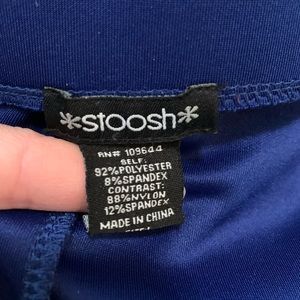 *stoosh*
RN# 109644
SELF:
92%POLYESTER
8%SPANDEX
CONTRAST:
88%NYLON
12%SPANDEX
MADE IN CHINA